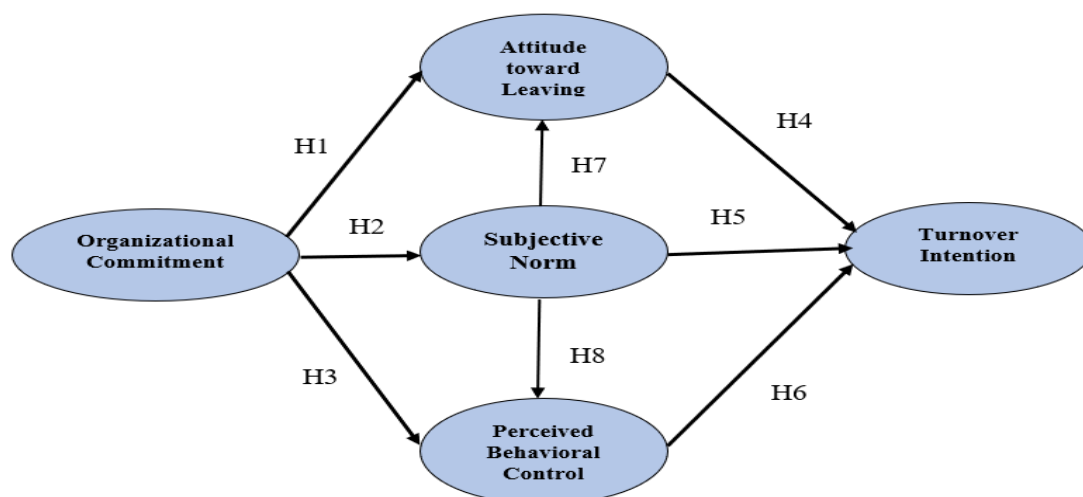 Attitude
toward
Leaving
H1
H4
H7
Organizational
Commitment
H2
Subjective
Norm
H5
Turnover
Intention
H3
H8
H6
Perceived
Behavioral
Control